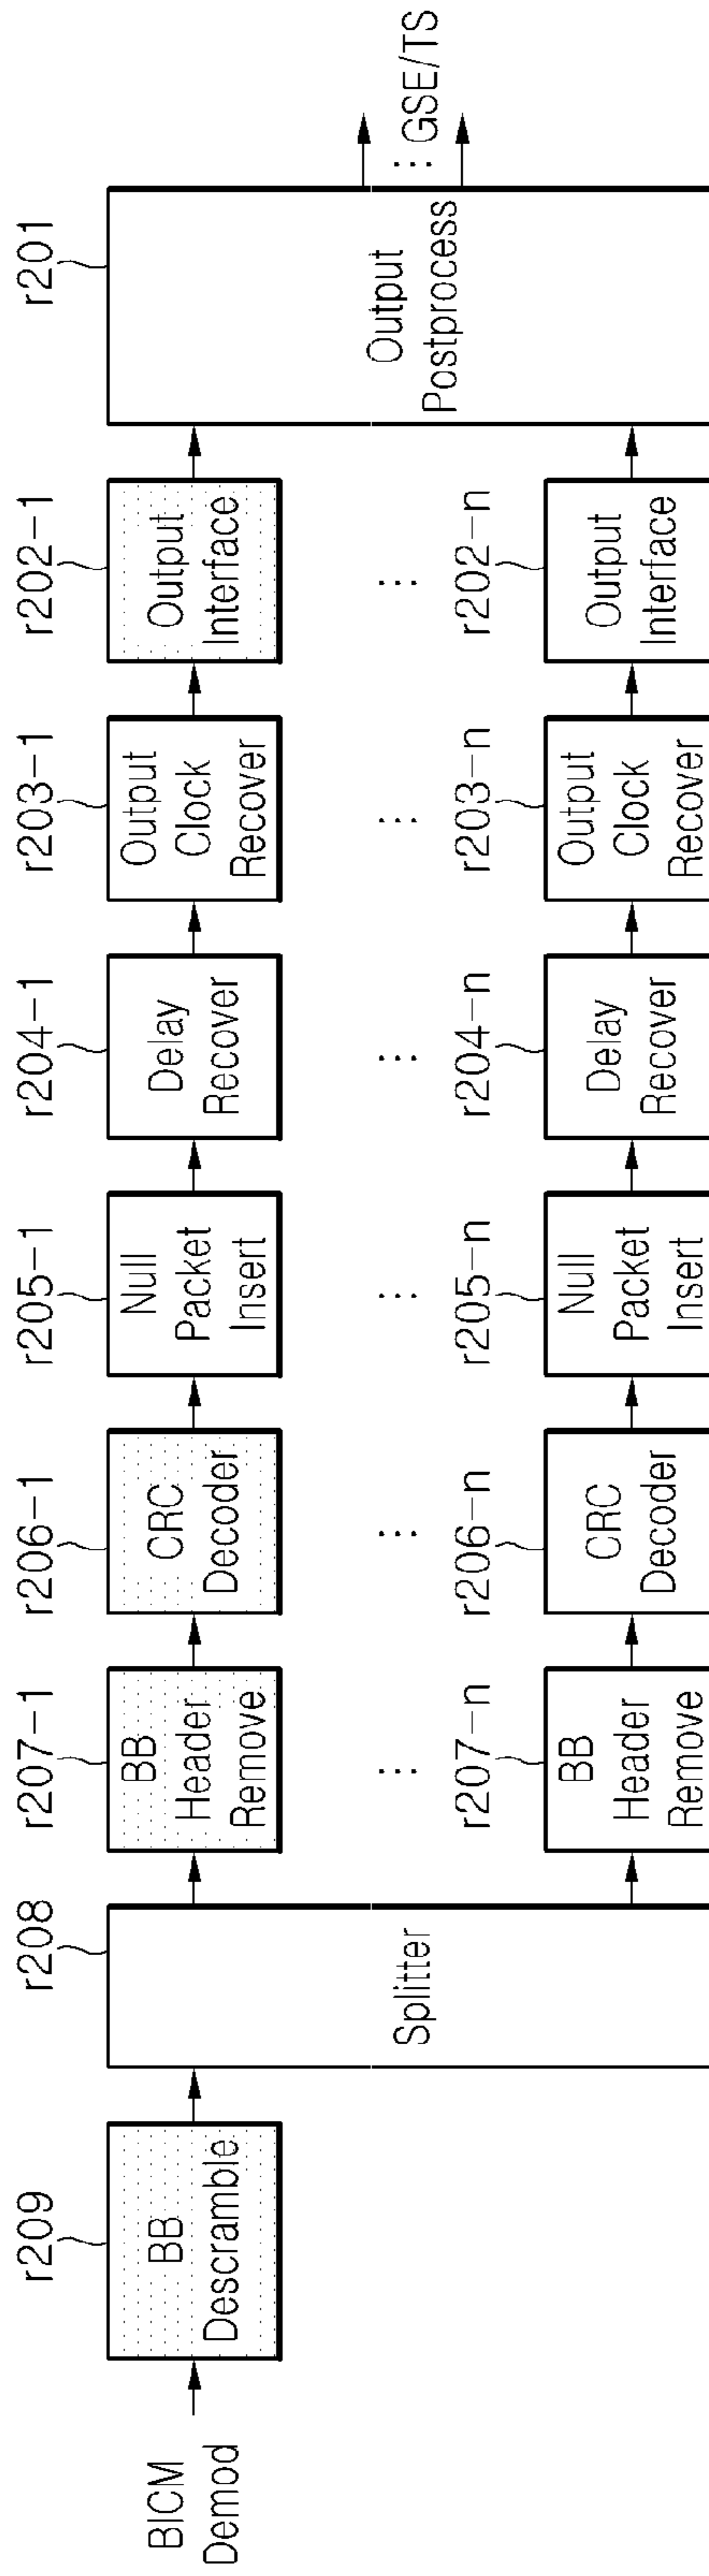 r209
r208
r207-1
r206-1
r205-1
r204-1
r203-1
r202-1
r201
BICM
Demod
BB
Descramble
Splitter
BB
Header
Remove
CRC
Decoder
Null
Packet
Insert
Delay
Recover
Output
Clock
Recover
Output
Interface
Output
Postprocess
⋮ GSE/TS
⋮
⋮
⋮
⋮
⋮
⋮
r207-n
r206-n
r205-n
r204-n
r203-n
r202-n
BB
Header
Remove
CRC
Decoder
Null
Packet
Insert
Delay
Recover
Output
Clock
Recover
Output
Interface